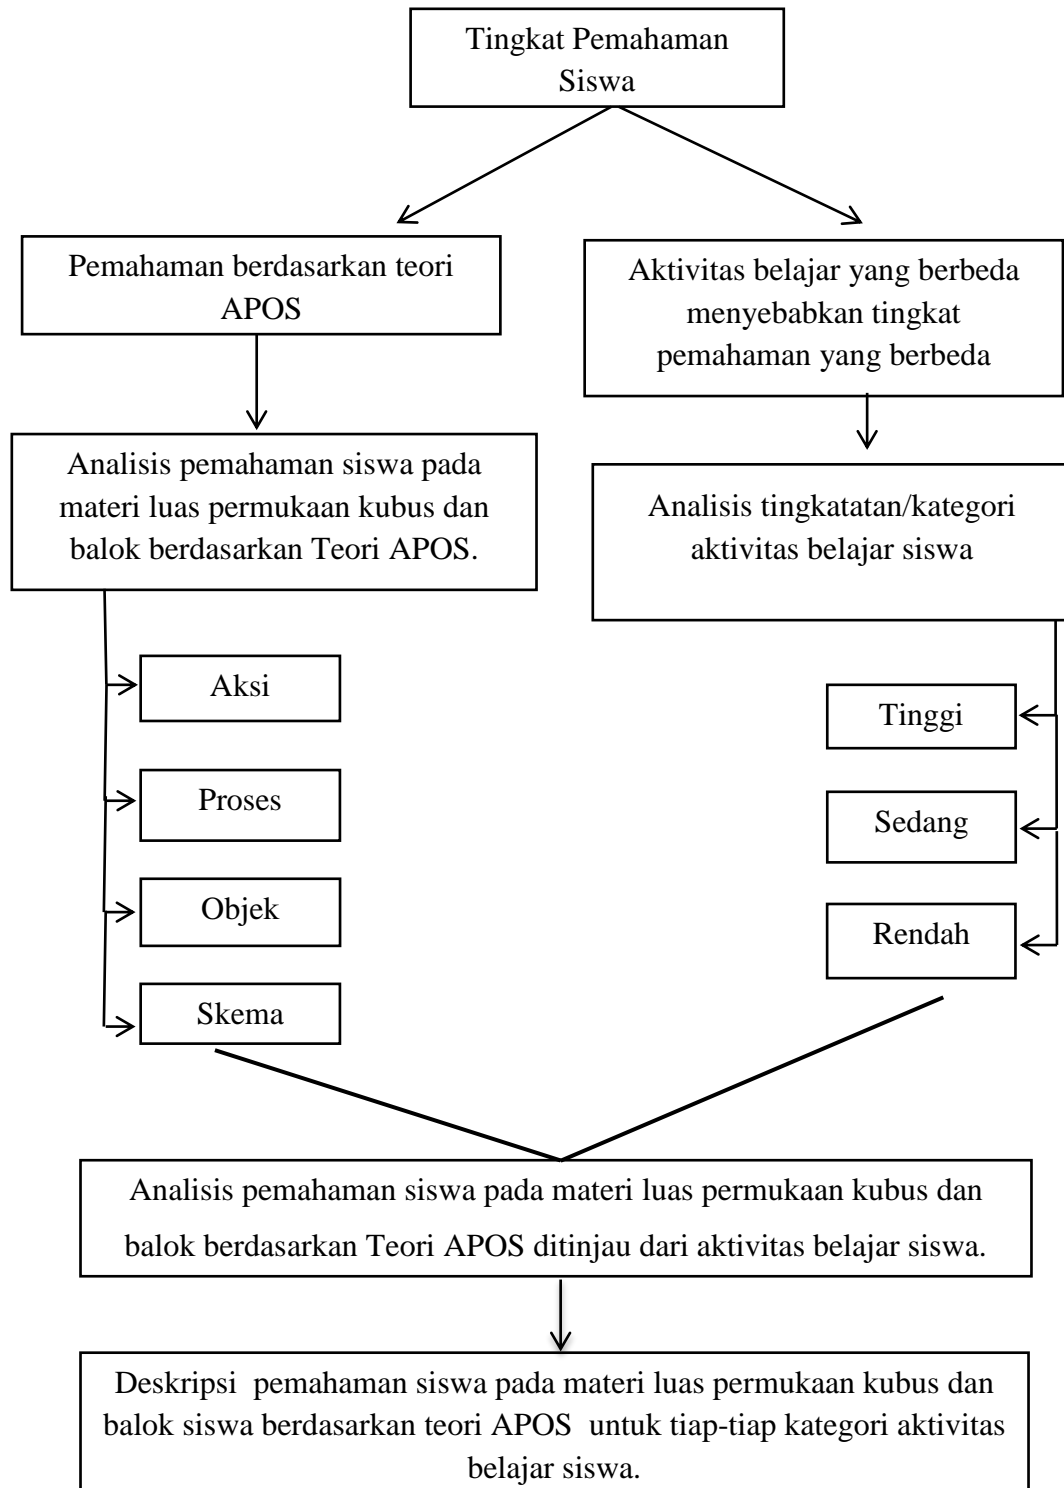 Tingkat Pemahaman
Siswa
Pemahaman berdasarkan teori
APOS
Aktivitas belajar yang berbeda
menyebabkan tingkat
pemahaman yang berbeda
Analisis pemahaman siswa pada
materi luas permukaan kubus dan
balok berdasarkan Teori APOS.
Analisis tingkatatan/kategori
aktivitas belajar siswa
Aksi
Proses
Objek
Skema
Tinggi
Sedang
Rendah
Analisis pemahaman siswa pada materi luas permukaan kubus dan
balok berdasarkan Teori APOS ditinjau dari aktivitas belajar siswa.
Deskripsi pemahaman siswa pada materi luas permukaan kubus dan
balok siswa berdasarkan teori APOS untuk tiap-tiap kategori aktivitas
belajar siswa.